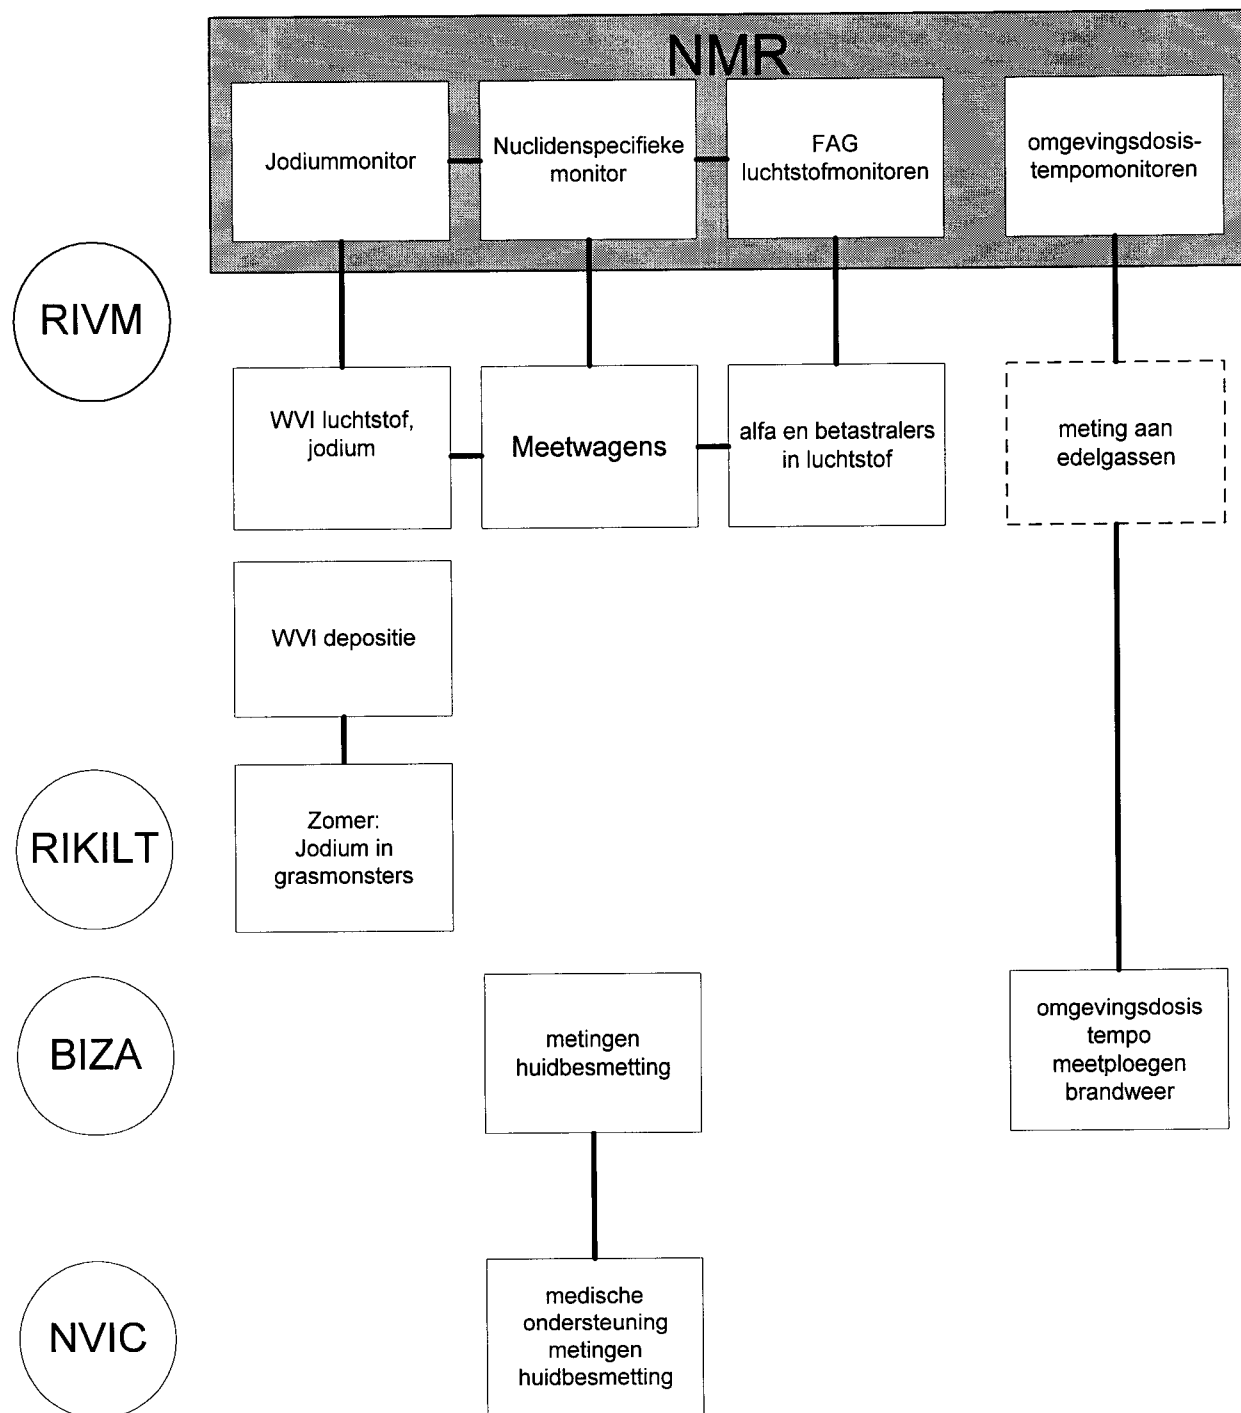 NMR
Jodiummonitor
Nuclidenspecifieke
monitor
FAG
luchtstofmonitoren
omgevingsdosis-
tempomonitoren
RIVM
WVI luchtstof,
jodium
Meetwagens
alfa en betastralers
in luchtstof
meting aan
edelgassen
WVI depositie
RIKILT
Zomer:
Jodium in
grasmonsters
BIZA
metingen
huidbesmetting
omgevingsdosis
tempo
meetploegen
brandweer
NVIC
medische
ondersteuning
metingen
huidbesmetting